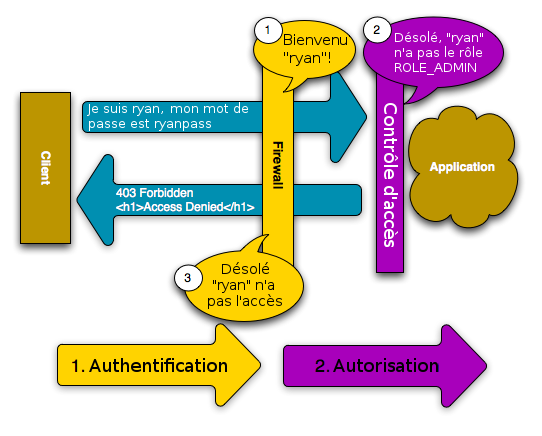 1
Bienvenu
"ryan"!
2
Désolé, "ryan"
n'a pas le rôle
ROLE_ADMIN
Je suis ryan, mon mot de
passe est ryanpass
Client
Firewall
Contrôle d'accès
Application
403 Forbidden
<h1>Access Denied</h1>
3
Désolé
"ryan" n'a
pas l'accès
1. Authentification
2. Autorisation